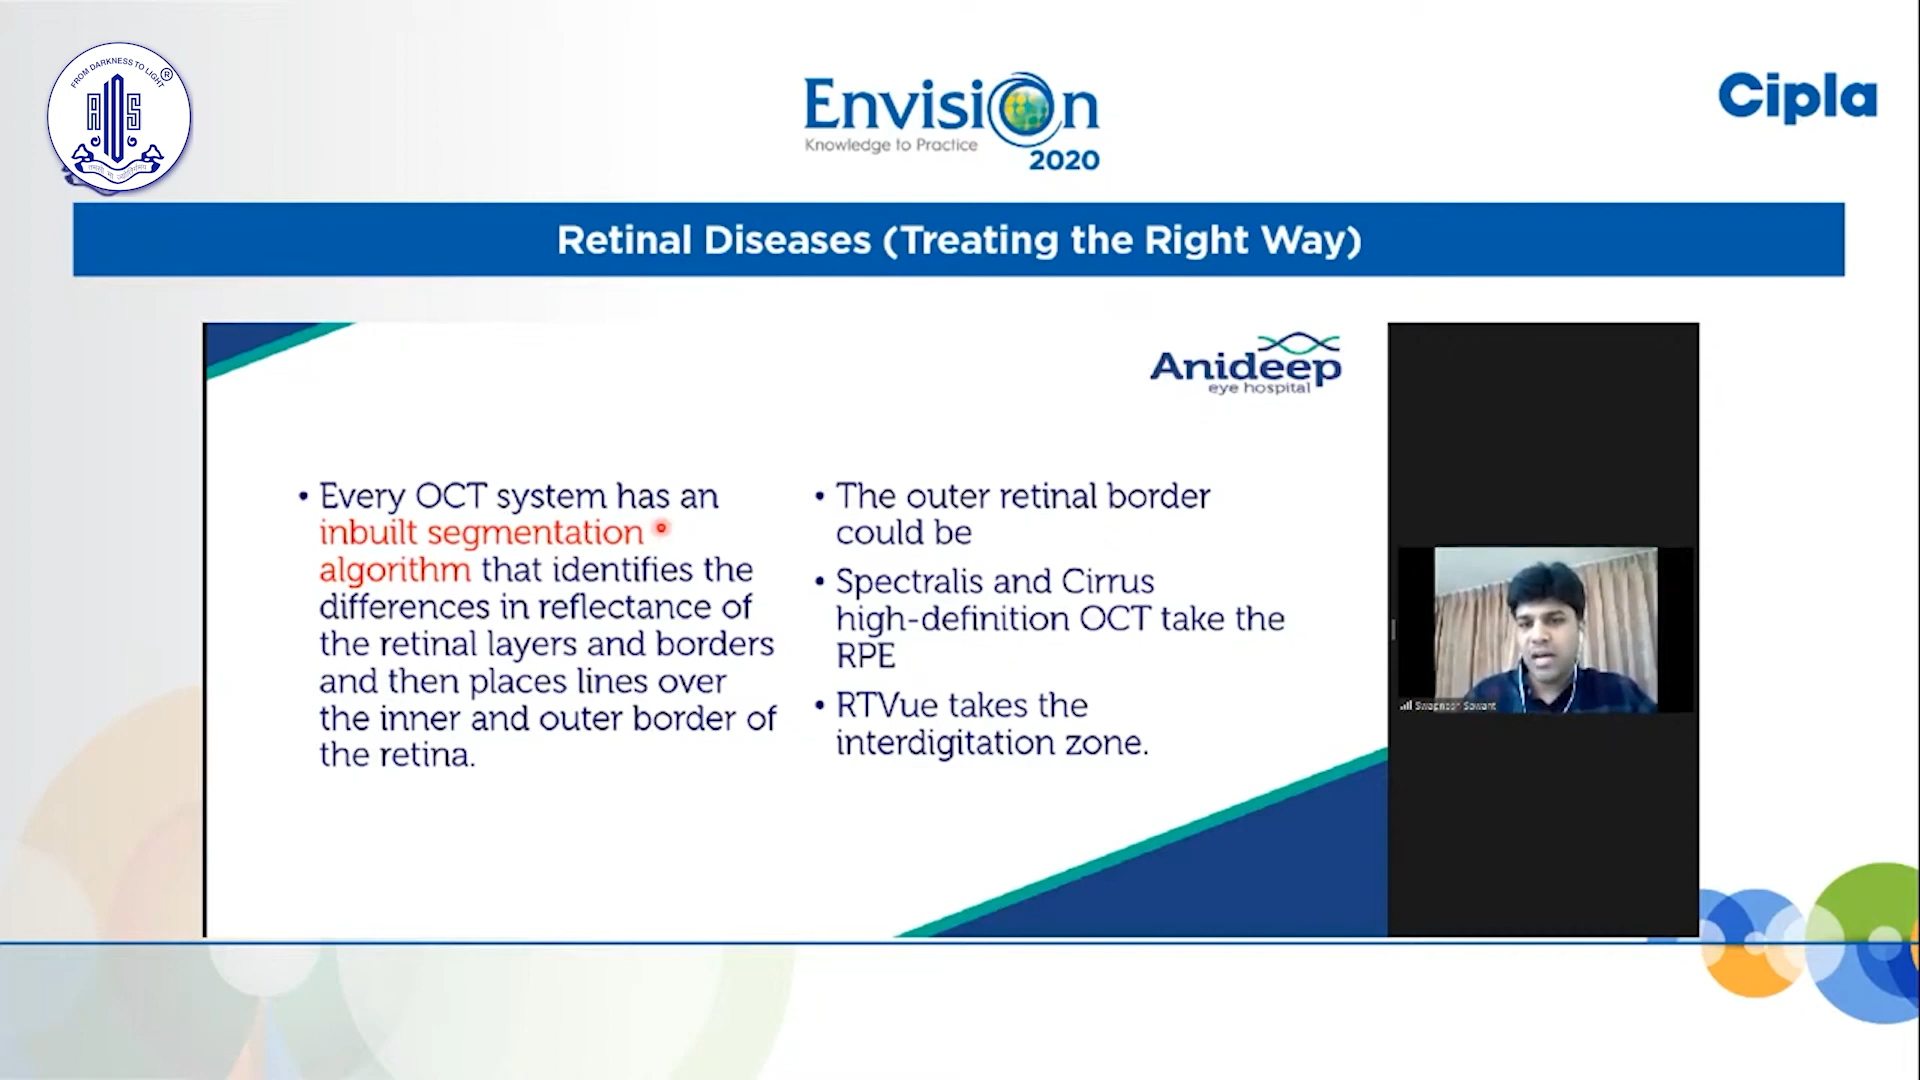 FROM DARKNESS TO LIGHT
®
AIOS
Envision
Knowledge to Practice
2020
Cipla
Retinal Diseases (Treating the Right Way)
Anideep
eye hospital
• Every OCT system has an
inbuilt segmentation
algorithm that identifies the
differences in reflectance of
the retinal layers and borders
and then places lines over
the inner and outer border of
the retina.
• The outer retinal border
could be
• Spectralis and Cirrus
high-definition OCT take the
RPE
• RTVue takes the
interdigitation zone.
Sawant